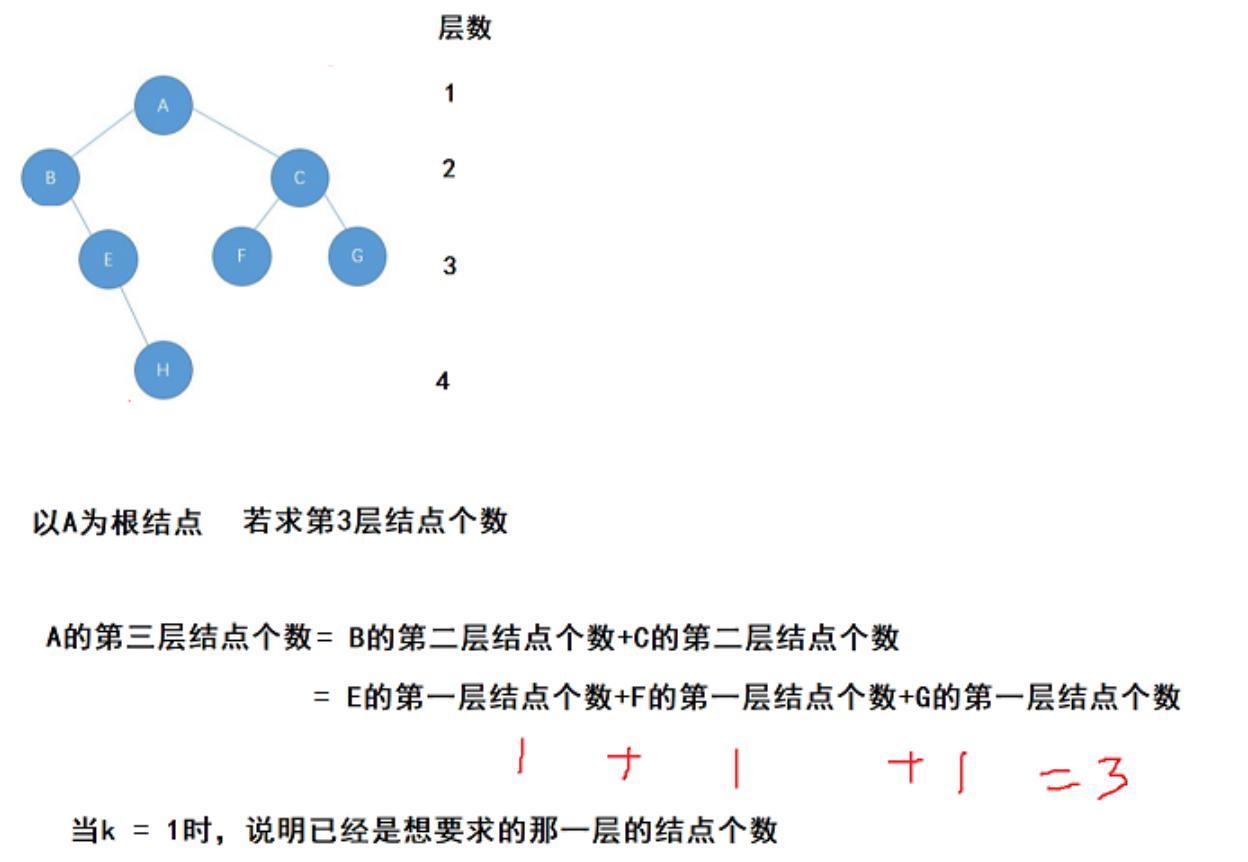 层数
A
1
B
C
2
E
F
G
3
H
4
以A为根结点 若求第3层结点个数
A的第三层结点个数= B的第二层结点个数+C的第二层结点个数
= E的第一层结点个数+F的第一层结点个数+G的第一层结点个数
1 + 1 + 1 = 3
当k = 1时, 说明已经是想要求的那一层的结点个数